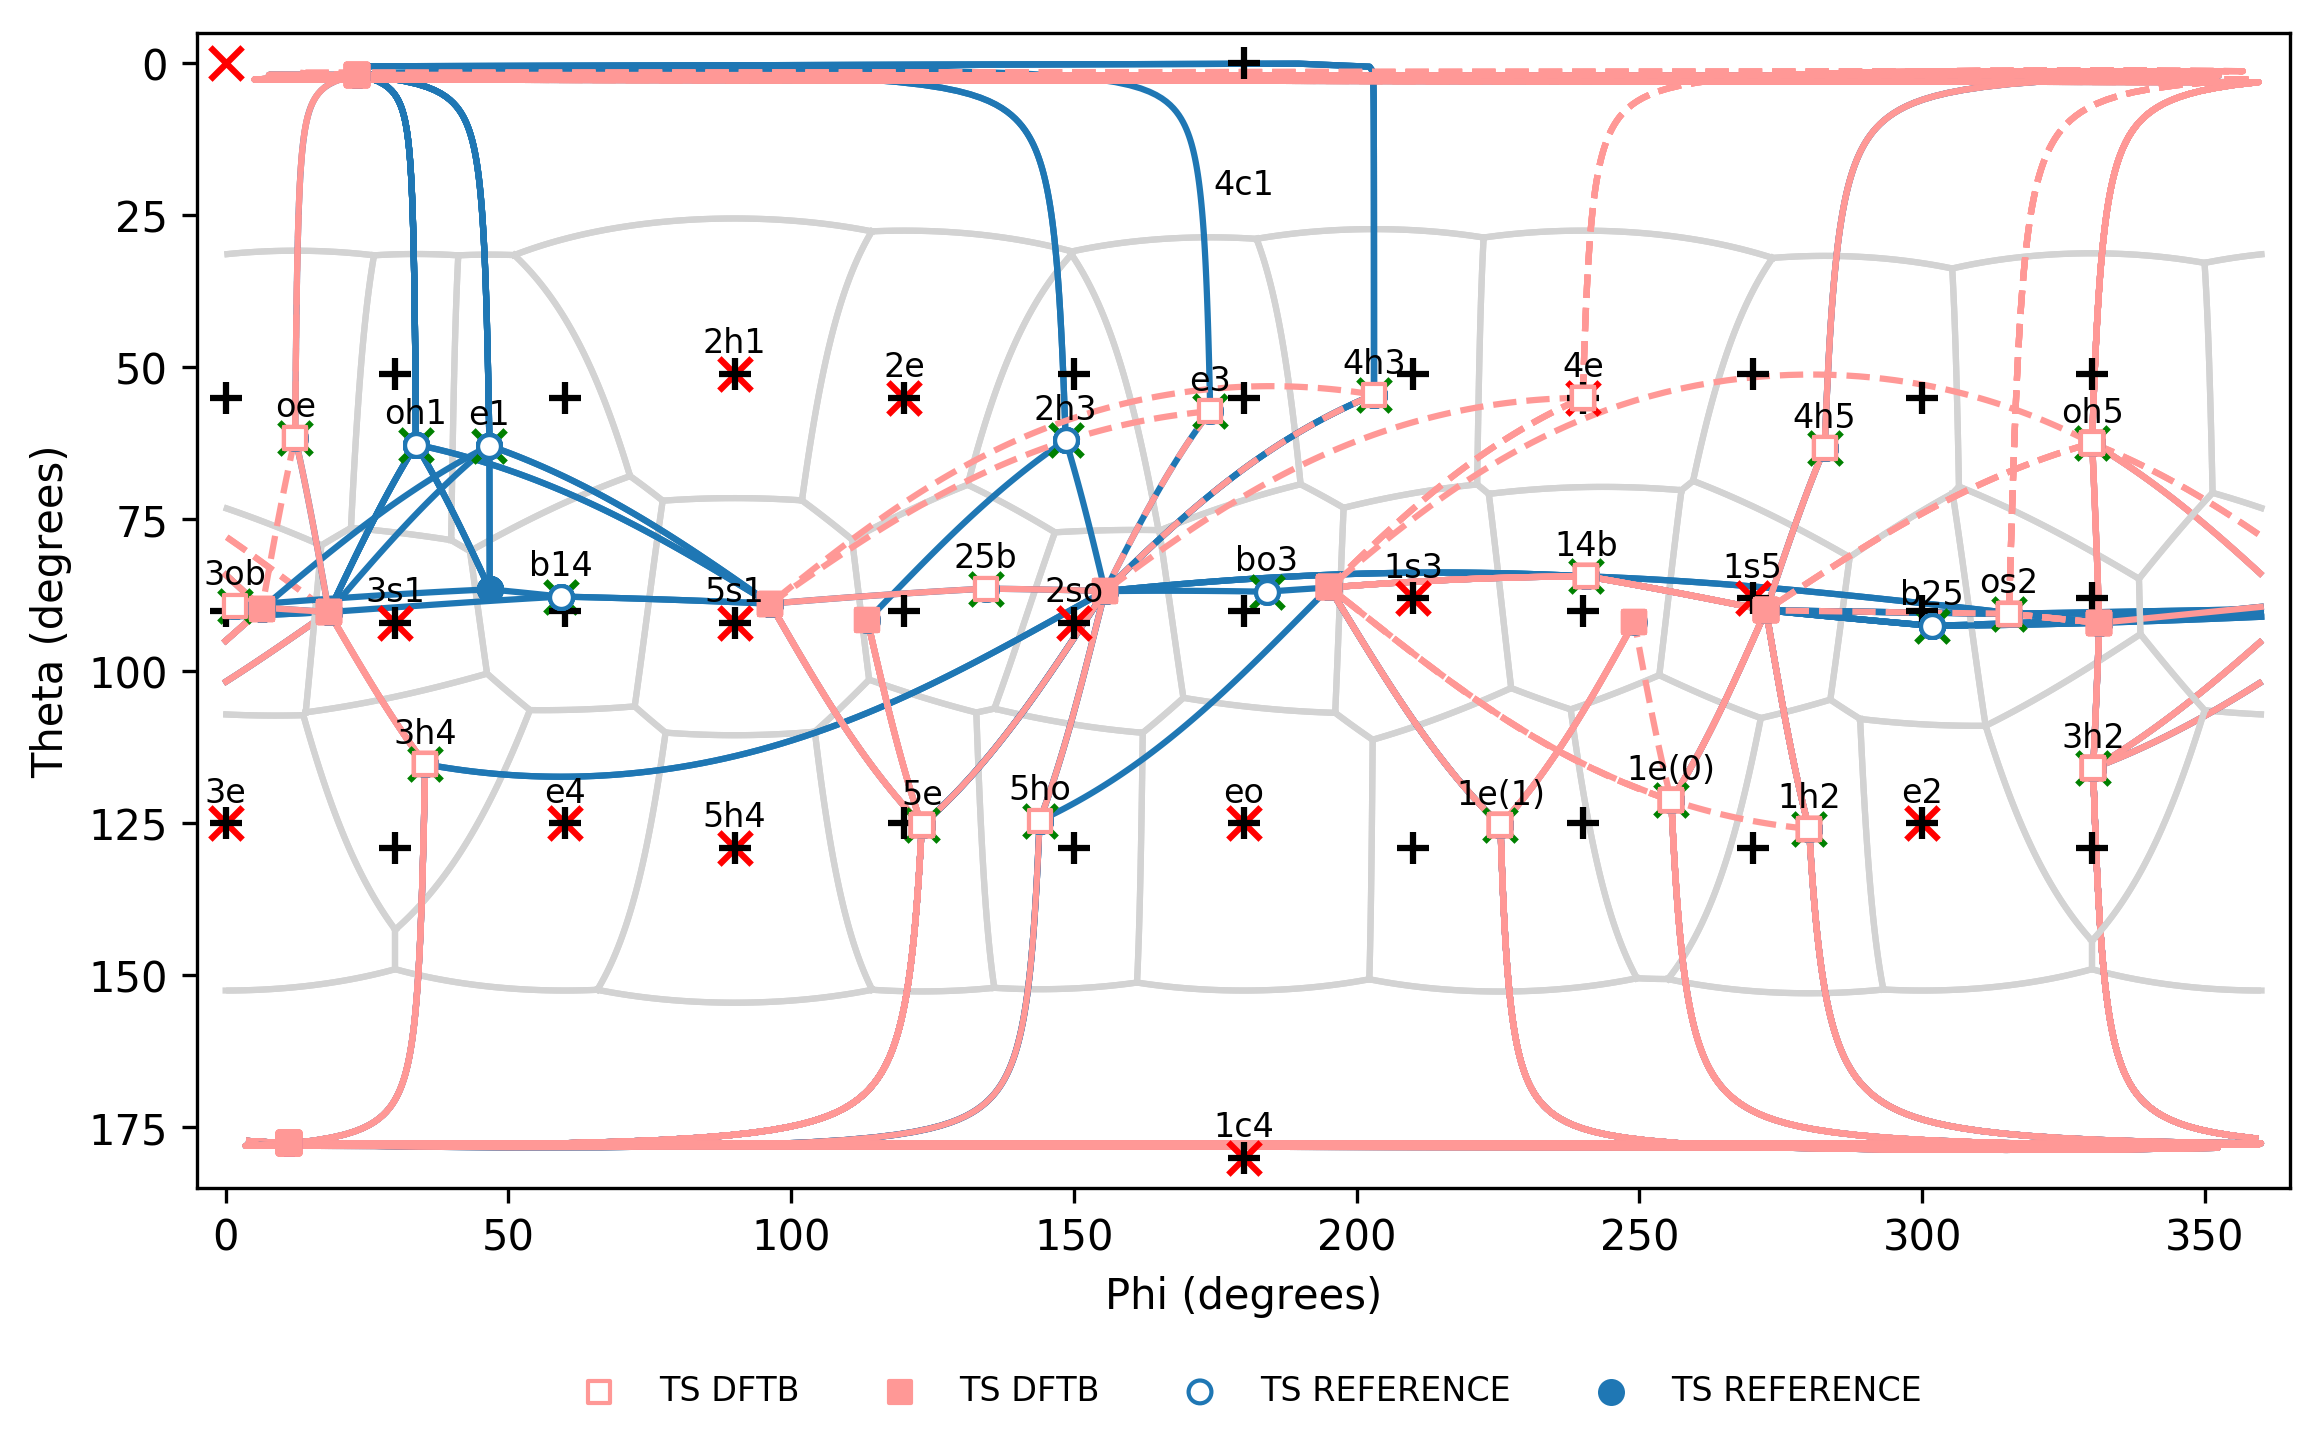 0
25
50
75
100
125
150
175
Theta (degrees)
4c1
2h1
2e
4h3
4e
e3
oe
oh1
e1
2h3
4h5
oh5
3ob
3s1
b14
5s1
25b
2so
bo3
1s3
14b
1s5
b25
os2
3h4
3h2
3e
e4
5h4
5e
5ho
eo
1e(1)
1e(0)
1h2
e2
1c4
0 50 100 150 200 250 300 350
Phi (degrees)
TS DFTB TS DFTB TS REFERENCE TS REFERENCE